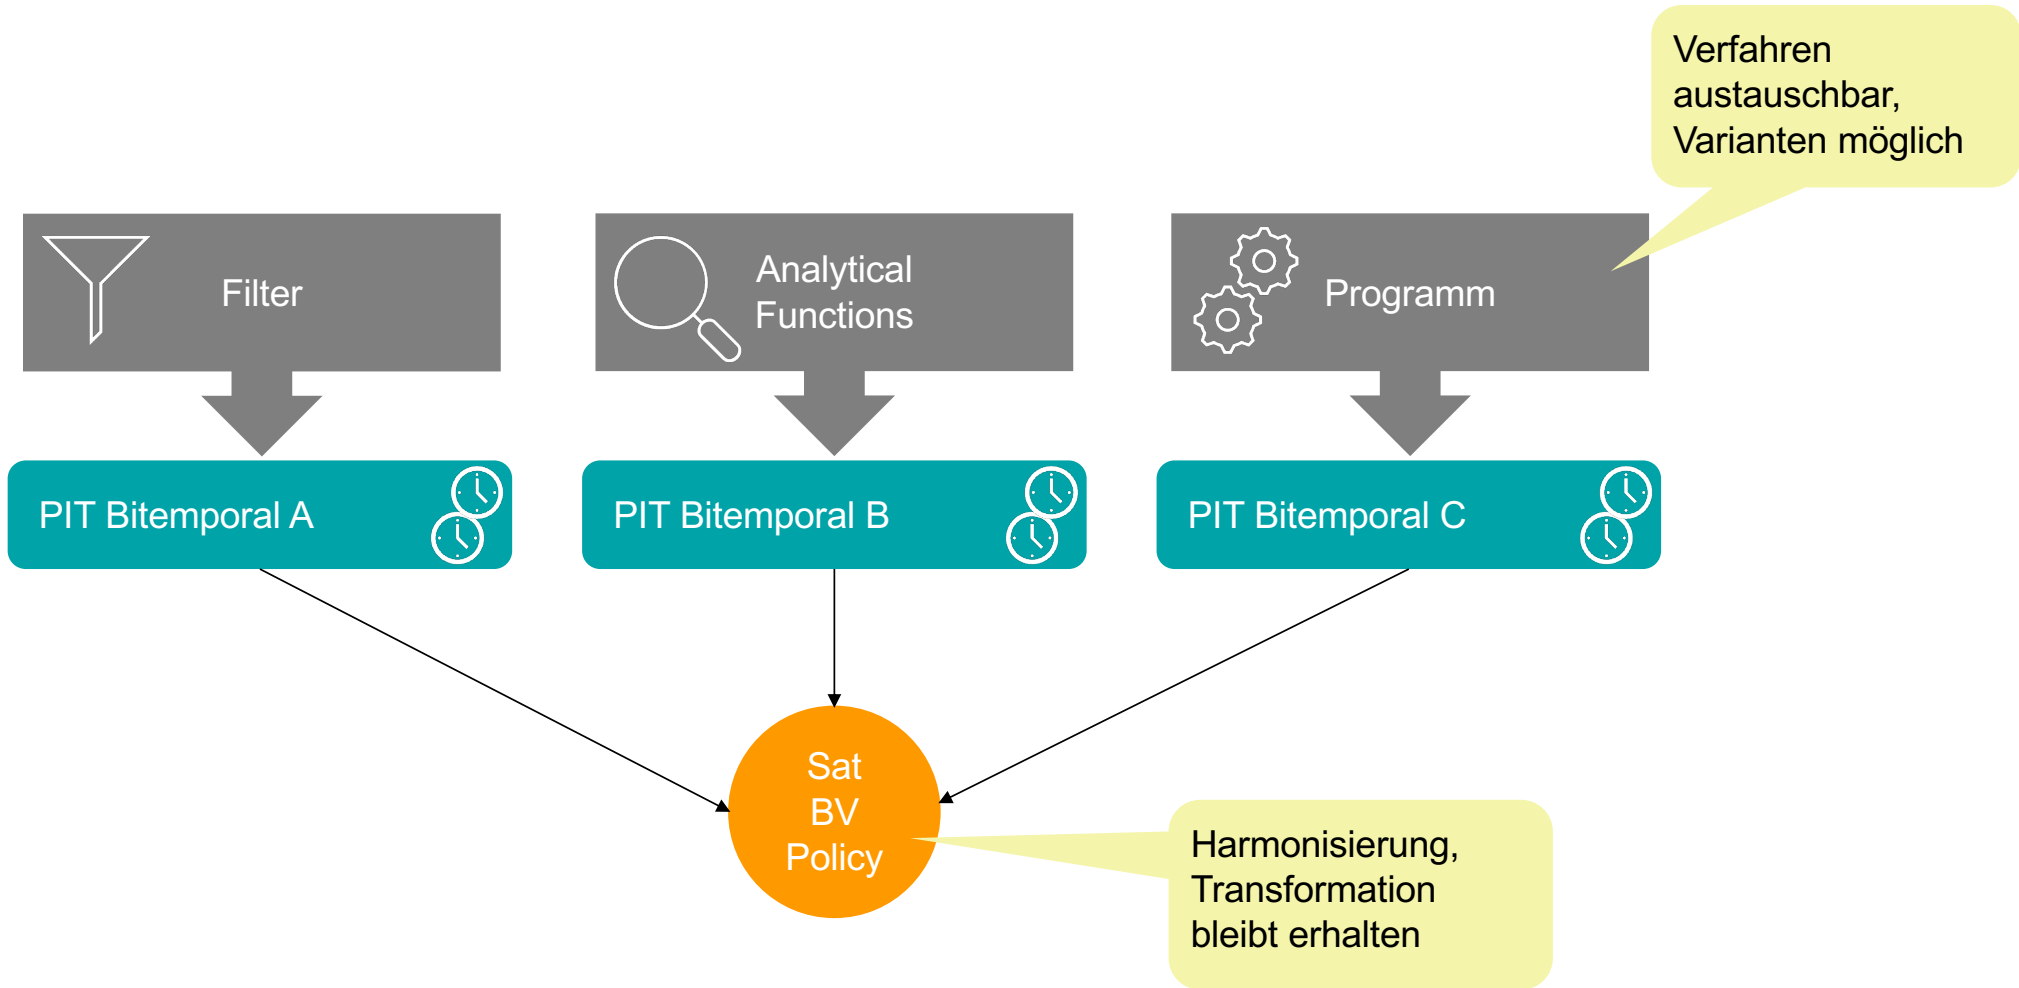 Verfahren
austauschbar,
Varianten möglich
Filter
Analytical
Functions
Programm
PIT Bitemporal A
PIT Bitemporal B
PIT Bitemporal C
Sat
BV
Policy
Harmonisierung,
Transformation
bleibt erhalten